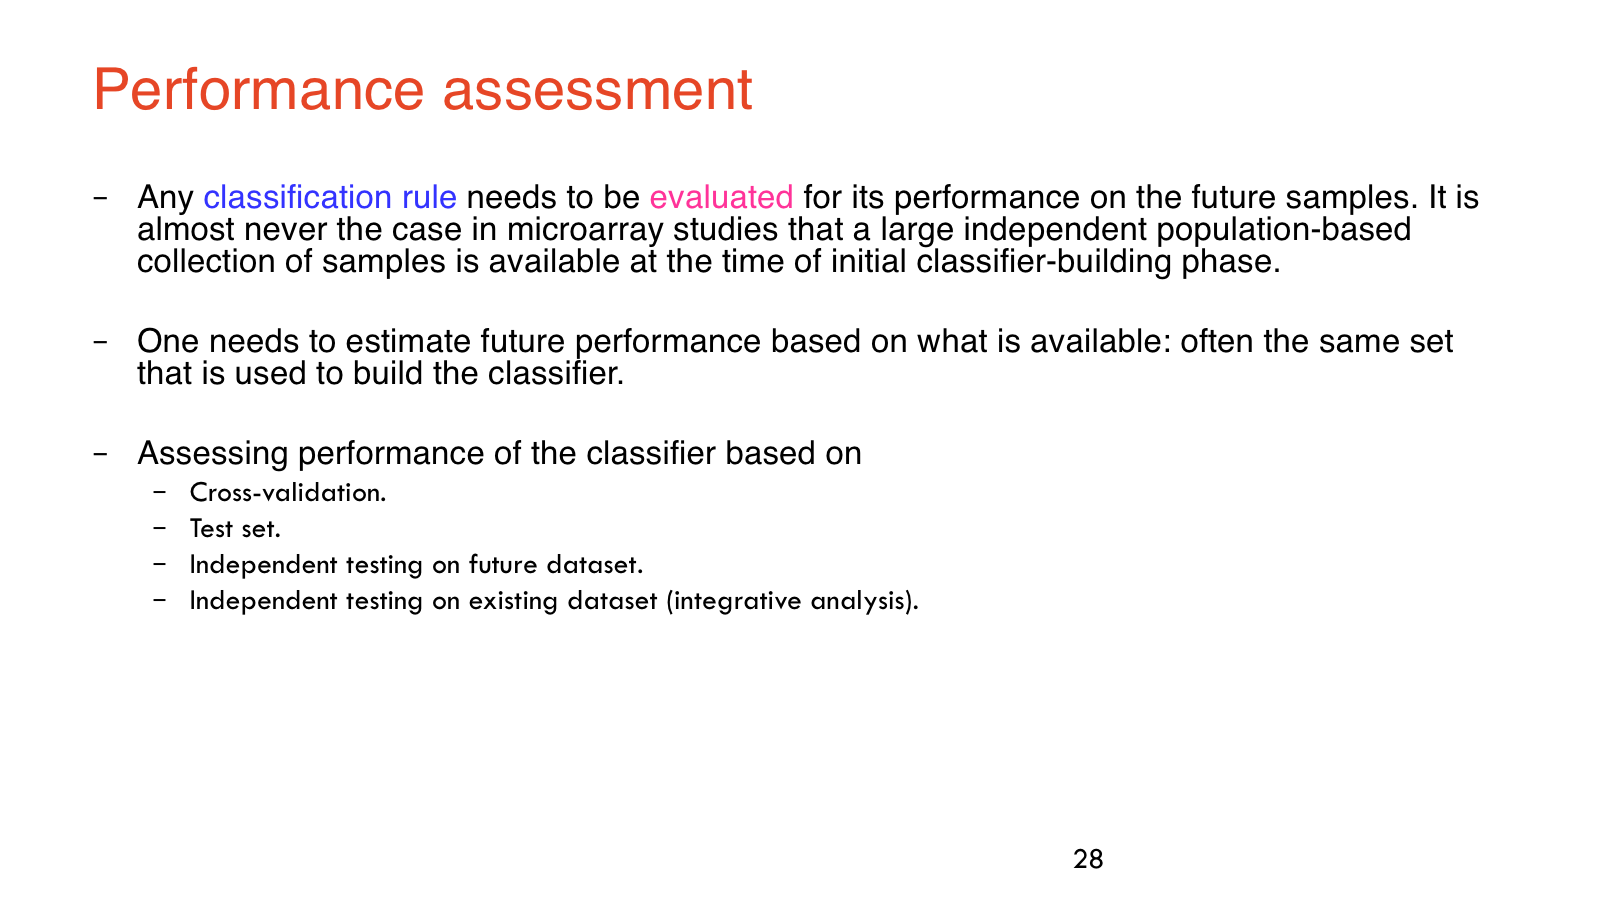 Performance assessment
– Any classification rule needs to be evaluated for its performance on the future samples. It is
almost never the case in microarray studies that a large independent population-based
collection of samples is available at the time of initial classifier-building phase.
– One needs to estimate future performance based on what is available: often the same set
that is used to build the classifier.
– Assessing performance of the classifier based on
– Cross-validation.
– Test set.
– Independent testing on future dataset.
– Independent testing on existing dataset (integrative analysis).
28